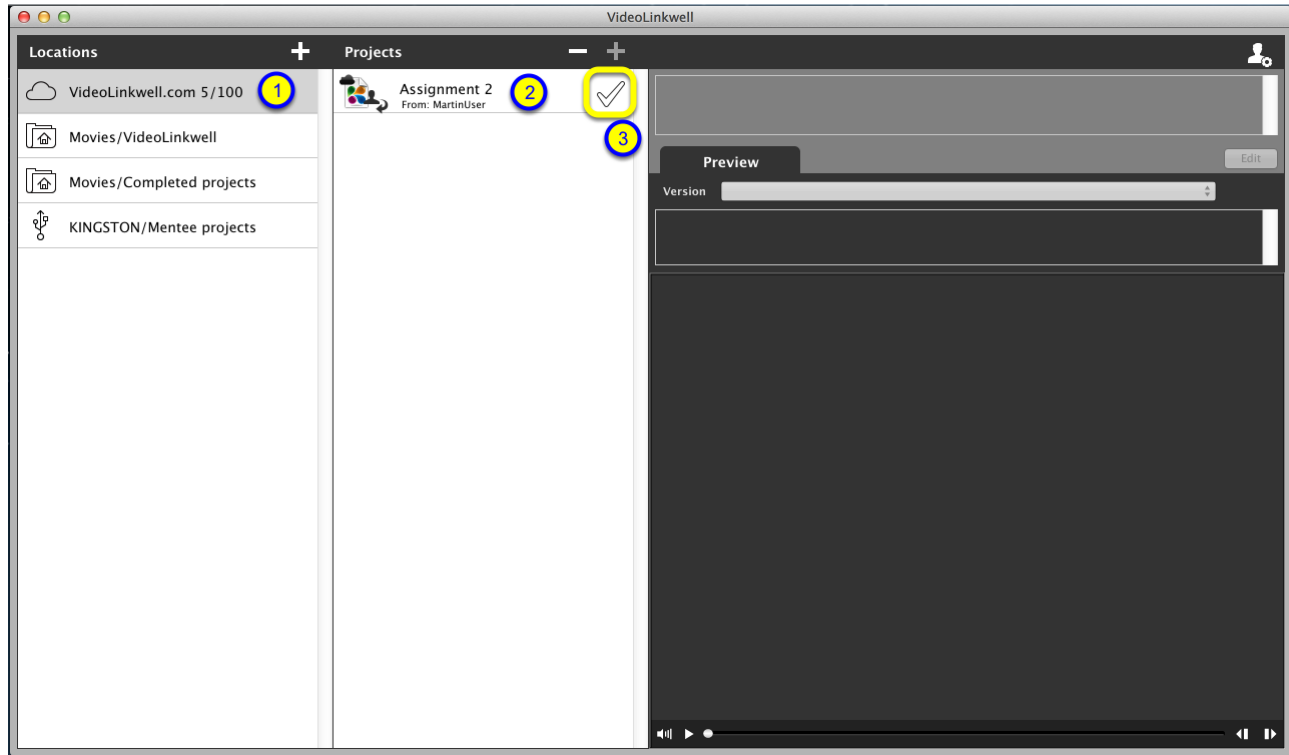 VideoLinkwell
Locations
Projects
VideoLinkwell.com 5/100
1
Assignment 2
From: MartinUser
2
3
Movies/VideoLinkwell
Movies/Completed projects
KINGSTON/Mentee projects
Preview
Edit
Version